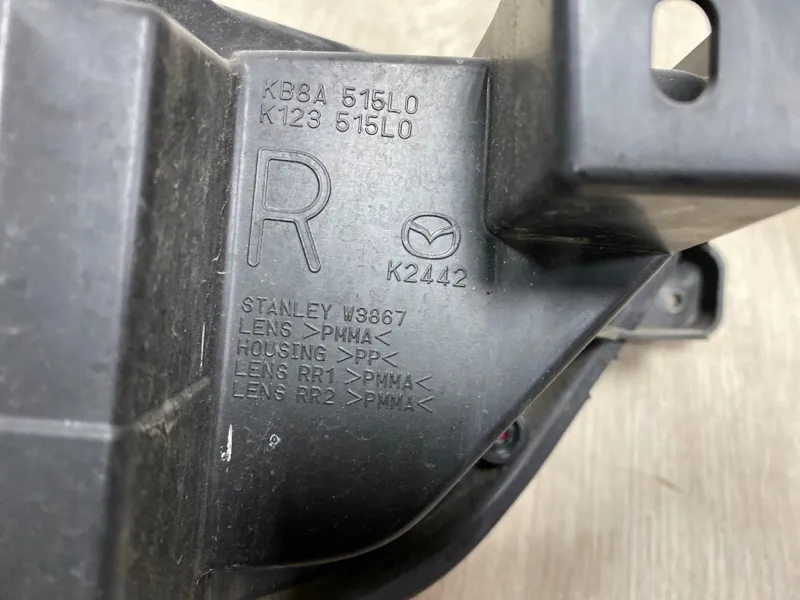 KB8A 515L0
K123 515L0
R
K2442
STANLEY W3867
LENS >PMMA<
HOUSING >PP<
LENS RR1 >PMMA<
LENS RR2 >PMMA<